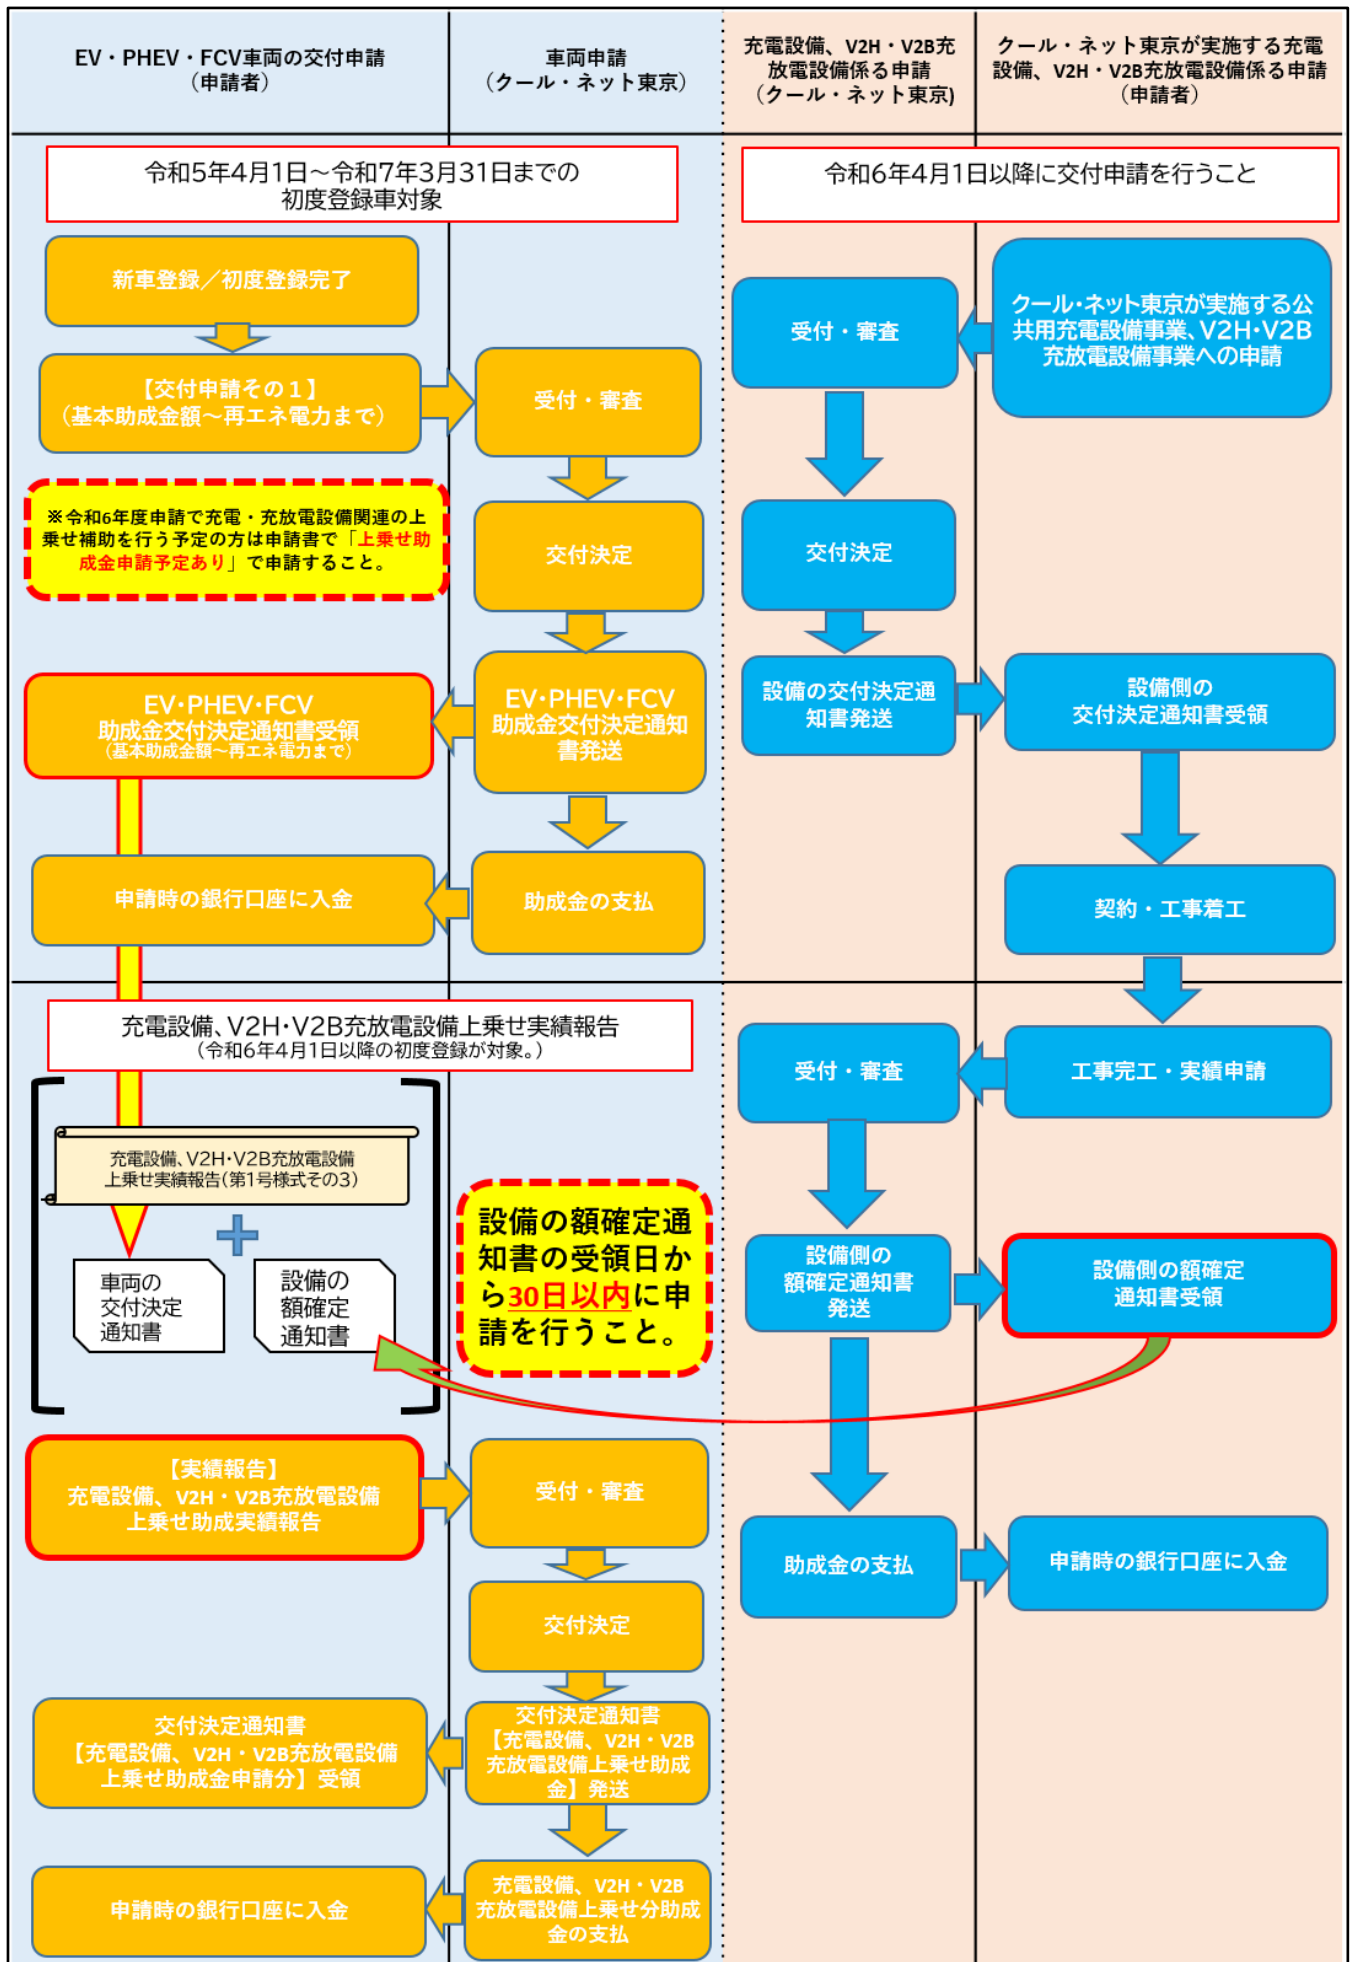 EV・PHEV・FCV車両の交付申請
（申請者）
車両申請
（クール・ネット東京）
充電設備、V2H・V2B充
放電設備係る申請
（クール・ネット東京)
クール・ネット東京が実施する充電
設備、V2H・V2B充放電設備係る申請
（申請者）
令和5年4月1日～令和7年3月31日までの
初度登録車対象
令和6年4月1日以降に交付申請を行うこと
新車登録／初度登録完了
【交付申請その１】
（基本助成金額～再エネ電力まで）
受付・審査
受付・審査
クール・ネット東京が実施する公
共用充電設備事業、V2H・V2B
充放電設備事業への申請
※令和6年度申請で充電・充放電設備関連の上
乗せ補助を行う予定の方は申請書で「上乗せ助
成金申請予定あり」で申請すること。
交付決定
交付決定
EV・PHEV・FCV
助成金交付決定通知書受領
（基本助成金額～再エネ電力まで）
EV・PHEV・FCV
助成金交付決定通知
書発送
設備の交付決定通
知書発送
設備側の
交付決定通知書受領
申請時の銀行口座に入金
助成金の支払
契約・工事着工
充電設備、V2H・V2B充放電設備上乗せ実績報告
（令和6年4月1日以降の初度登録が対象。）
受付・審査
工事完工・実績申請
充電設備、V2H・V2B充放電設備
上乗せ実績報告（第1号様式その3）
車両の
交付決定
通知書
設備の
額確定
通知書
設備の額確定通
知書の受領日か
ら30日以内に申
請を行うこと。
設備側の
額確定通知書
発送
設備側の額確定
通知書受領
【実績報告】
充電設備、V2H・V2B充放電設備
上乗せ助成実績報告
受付・審査
助成金の支払
申請時の銀行口座に入金
交付決定
交付決定通知書
【充電設備、V2H・V2B充放電設備
上乗せ助成金申請分】受領
交付決定通知書
【充電設備、V2H・V2B
充放電設備上乗せ助成
金】発送
申請時の銀行口座に入金
充電設備、V2H・V2B
充放電設備上乗せ分助成
金の支払